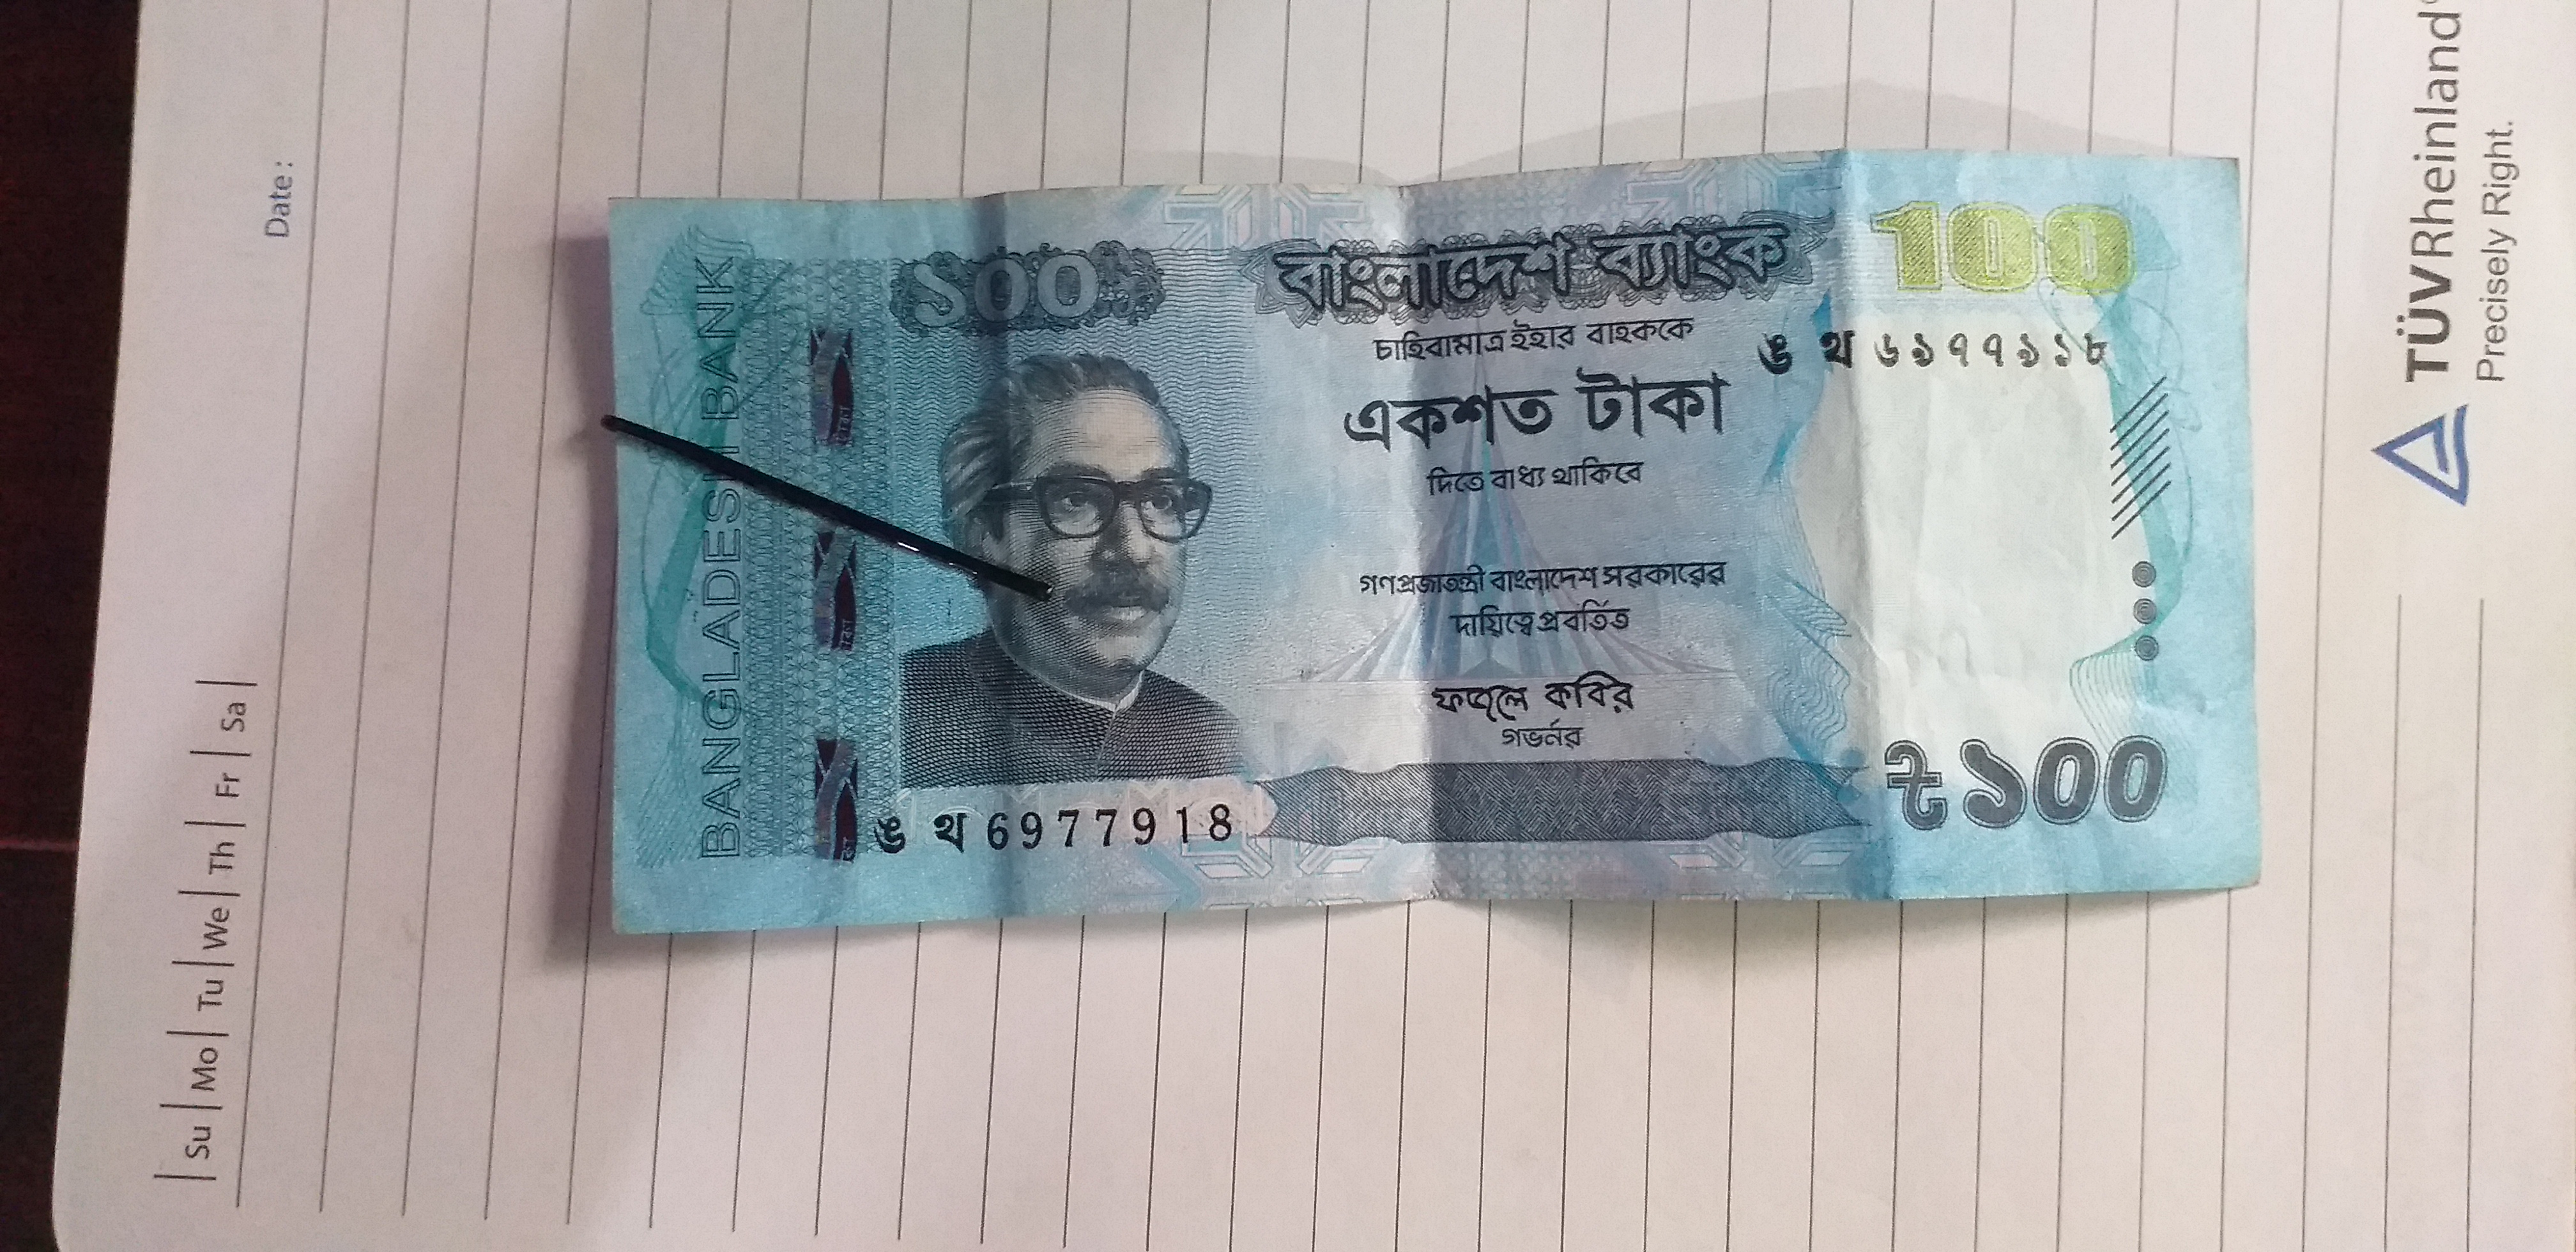 Su Mo Tu We Th Fr Sa
Date :
BANGLADESH BANK
১০০
বাংলাদেশ ব্যাংক
100
চাহিবামাত্র ইহার বাহককে
একশত টাকা
দিতে বাধ্য থাকিবে
গণপ্রজাতন্ত্রী বাংলাদেশ সরকারের
দায়িত্বে প্রবর্তিত
ফজলে কবির
গভর্নর
৬৯৭৭৯১৮
6977918
৳১০০
TÜVRheinland®
Precisely Right.